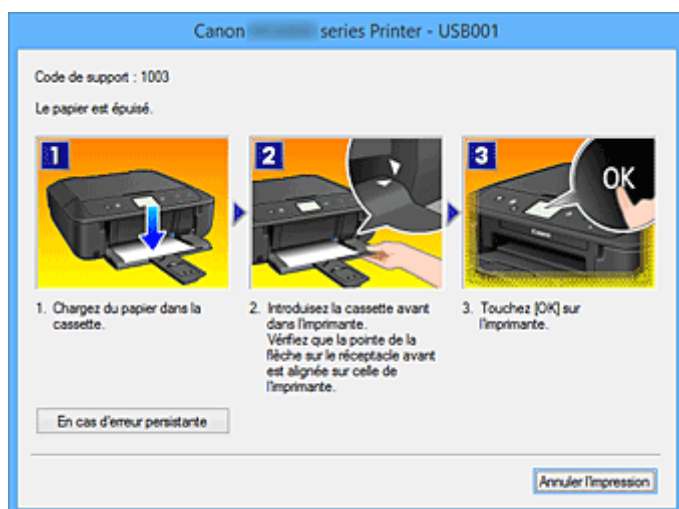 Canon series Printer - USB001
Code de support : 1003
Le papier est épuisé.
1
2
3
OK
Canon
1. Chargez du papier dans la
cassette.
2. Introduisez la cassette avant
dans l'imprimante.
Vérifiez que la pointe de la
flèche sur le réceptacle avant
est alignée sur celle de
l'imprimante.
3. Touchez [OK] sur
l'imprimante.
En cas d'erreur persistante
Annuler l'impression